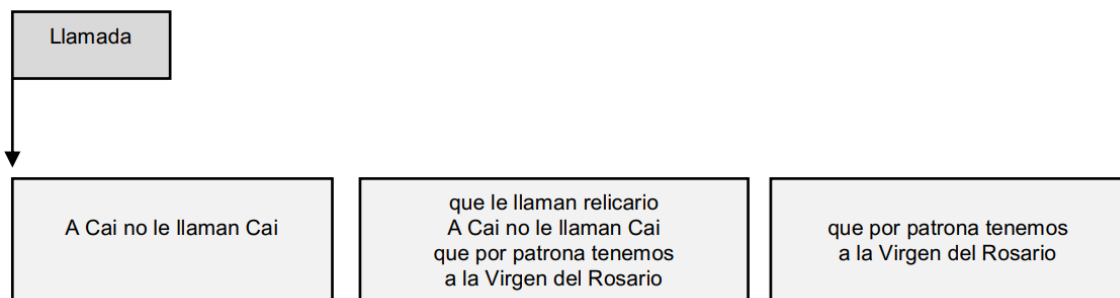 Llamada
A Cai no le llaman Cai
que le llaman relicario
A Cai no le llaman Cai
que por patrona tenemos
a la Virgen del Rosario
que por patrona tenemos
a la Virgen del Rosario